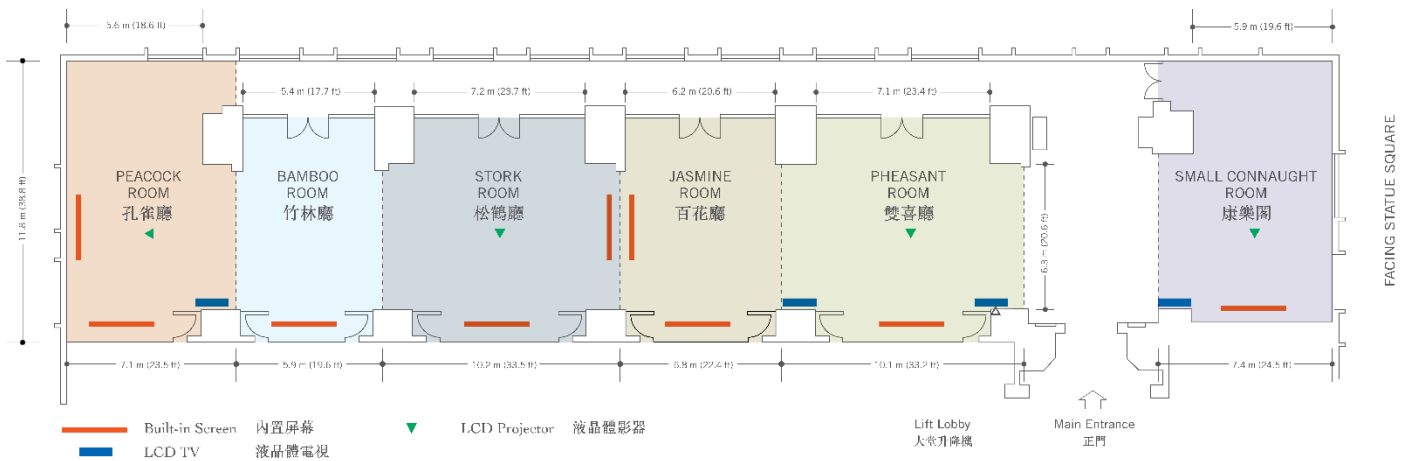 5.6 m (18.6 ft)
5.9 m (19.6 ft)
5.4 m (17.7 ft)
7.2 m (23.7 ft)
6.2 m (20.6 ft)
7.1 m (23.4 ft)
11.8 m (38.8 ft)
PEACOCK
ROOM
孔雀廳
BAMBOO
ROOM
竹林廳
STORK
ROOM
松鶴廳
JASMINE
ROOM
百花廳
PHEASANT
ROOM
雙喜廳
6.3 m (20.6 ft)
SMALL CONNAUGHT
ROOM
康樂閣
FACING STATUE SQUARE
7.1 m (23.5 ft)
5.9 m (19.6 ft)
10.2 m (33.5 ft)
6.8 m (22.4 ft)
10.1 m (33.2 ft)
7.4 m (24.5 ft)
Built-in Screen 內置屏幕
LCD Projector 液晶體影器
LCD TV 液晶體電視
Lift Lobby
大堂升降機
Main Entrance
正門